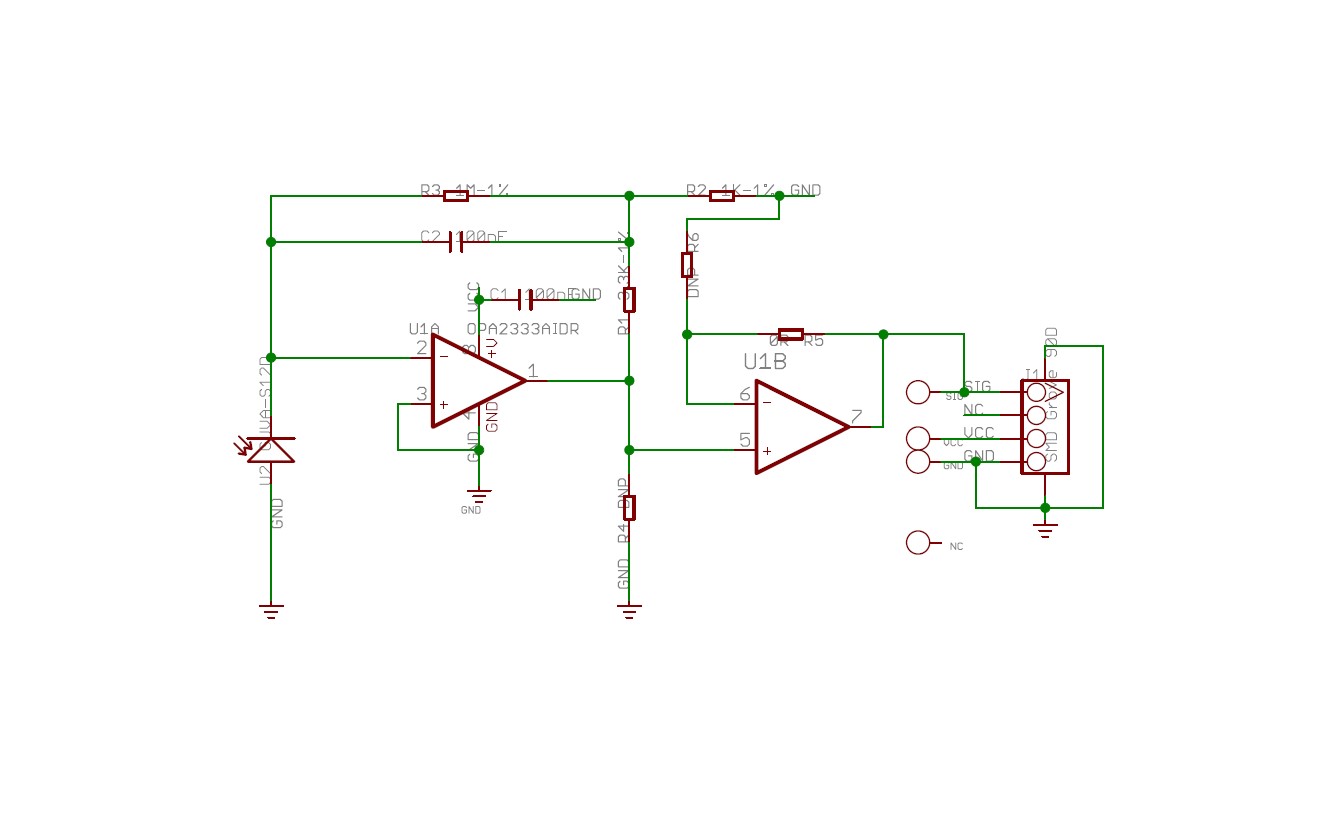 R3 1M-1%
R2 1K-1% GND
C2 100nF
R6
DNP
R1 3.3K-1%
VCC
C1 100nF GND
U1A OPA2333AIDR
2
8
+V
1
3
4
GND
GND
GND
0R R5
U1B
6
7
5
GUVA-S12D
U2
GND
R4 DNP
GND
J1
SMD Grove 90D
SIG
SIG
NC
VCC
VCC
GND
GND
NC